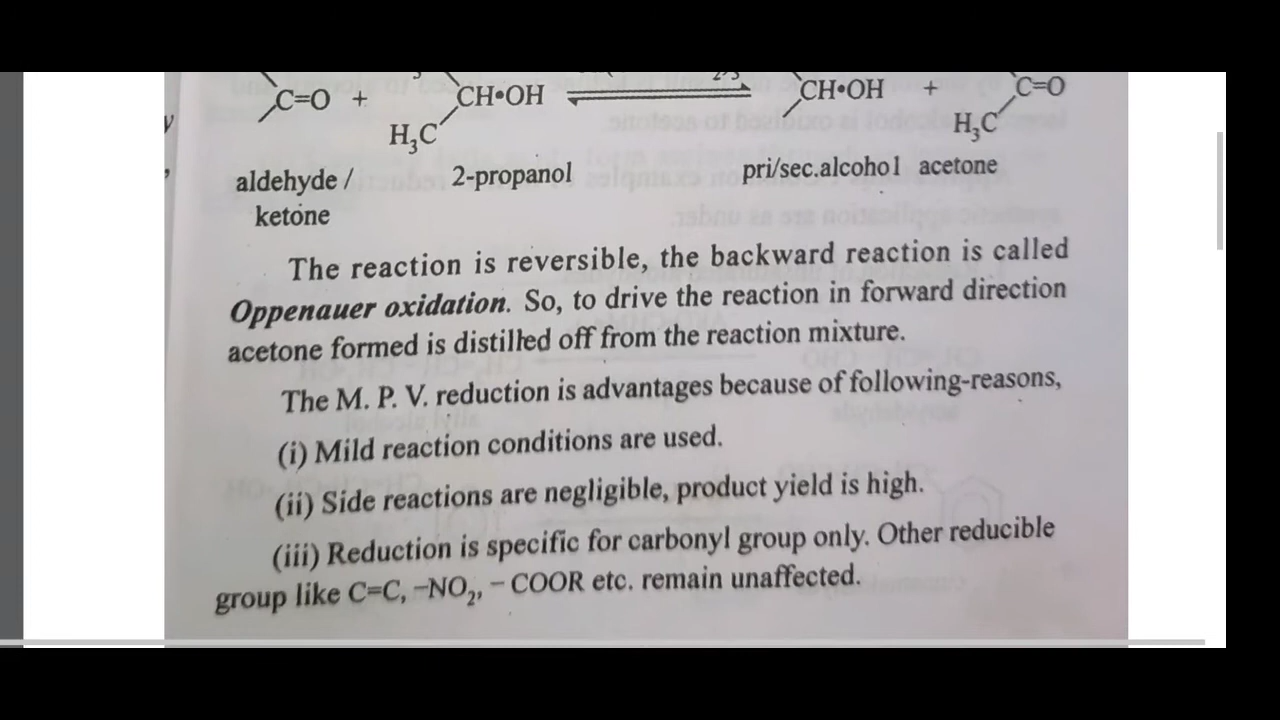 C=O + CH•OH CH•OH + C=O
H₃C H₃C
aldehyde / 2-propanol pri/sec.alcohol acetone
ketone
The reaction is reversible, the backward reaction is called
Oppenauer oxidation. So, to drive the reaction in forward direction
acetone formed is distilled off from the reaction mixture.
The M. P. V. reduction is advantages because of following-reasons,
(i) Mild reaction conditions are used.
(ii) Side reactions are negligible, product yield is high.
(iii) Reduction is specific for carbonyl group only. Other reducible
group like C=C, –NO₂, – COOR etc. remain unaffected.